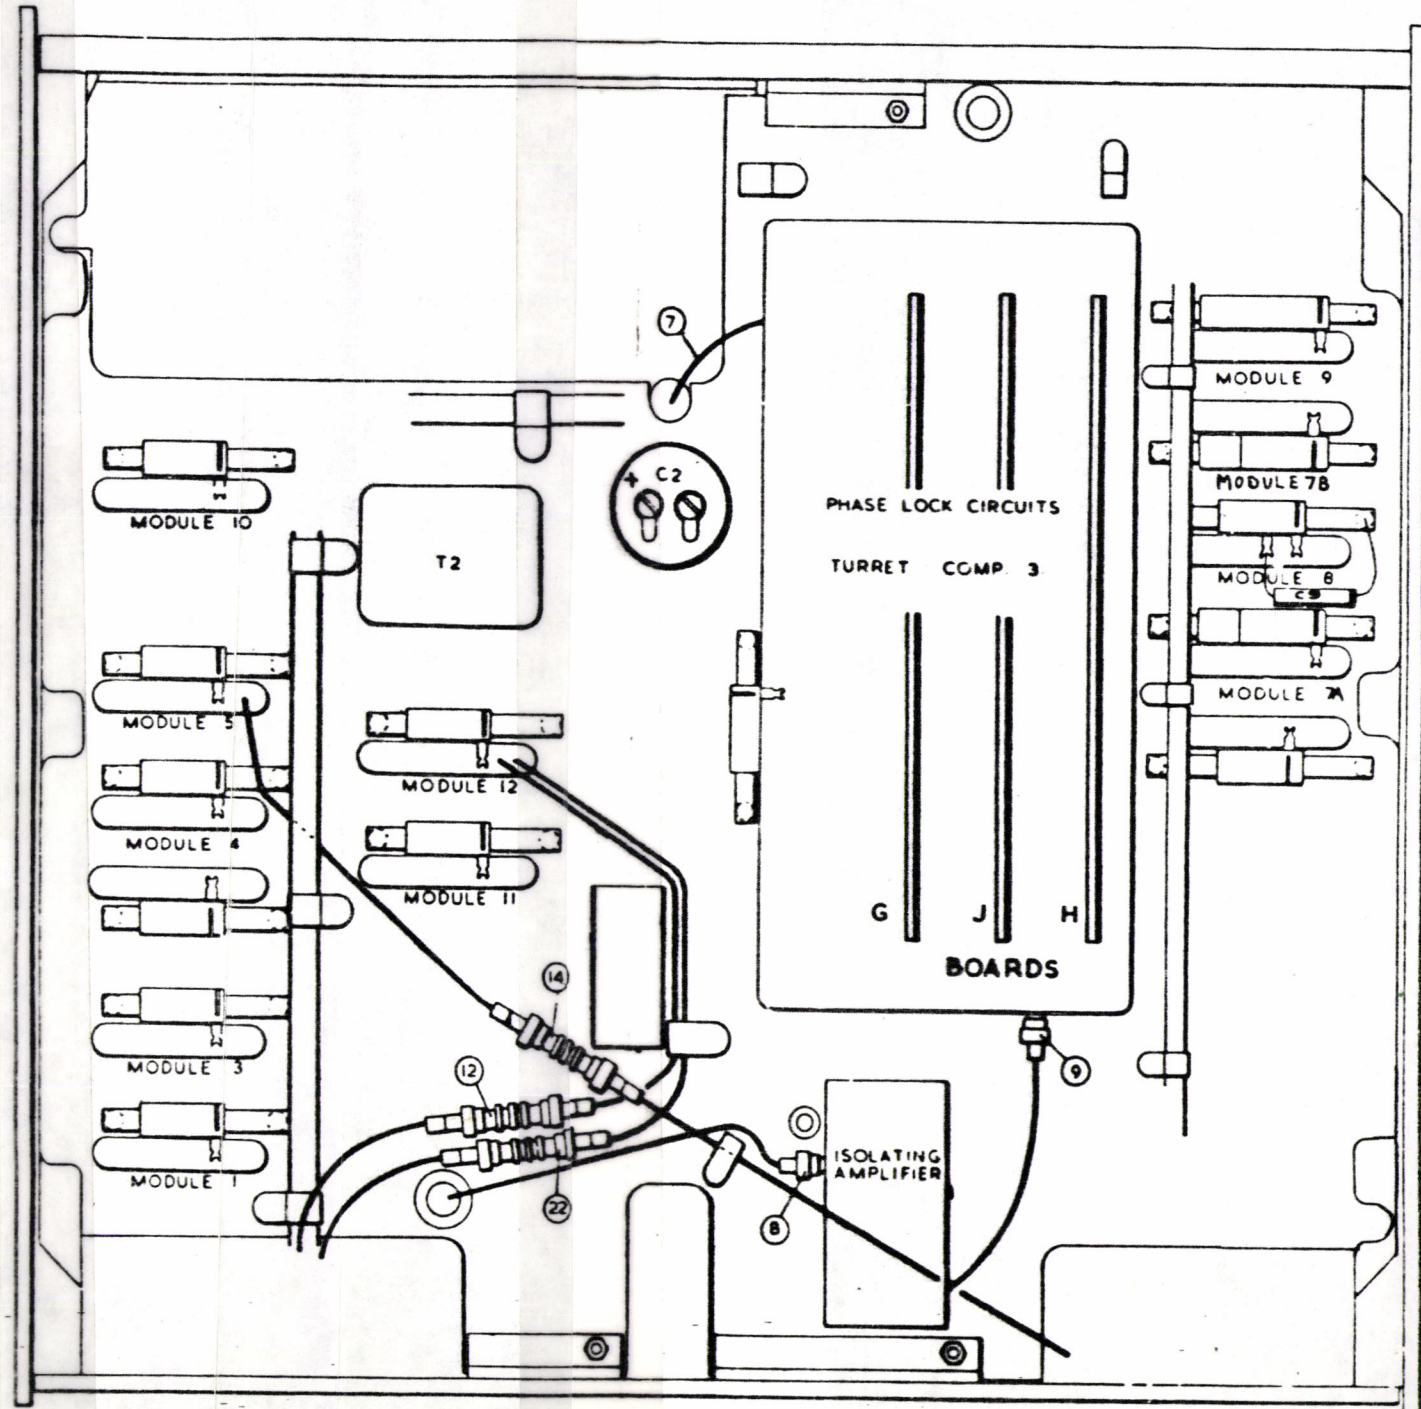 7
MODULE 9
C2
+
MODULE 7B
PHASE LOCK CIRCUITS
MODULE 10
T2
TURRET COMP. 3
MODULE 8
C9
MODULE 7A
MODULE 5
MODULE 12
MODULE 4
MODULE 11
G J H
BOARDS
14
MODULE 3
12
9
ISOLATING
AMPLIFIER
MODULE 1
22
8